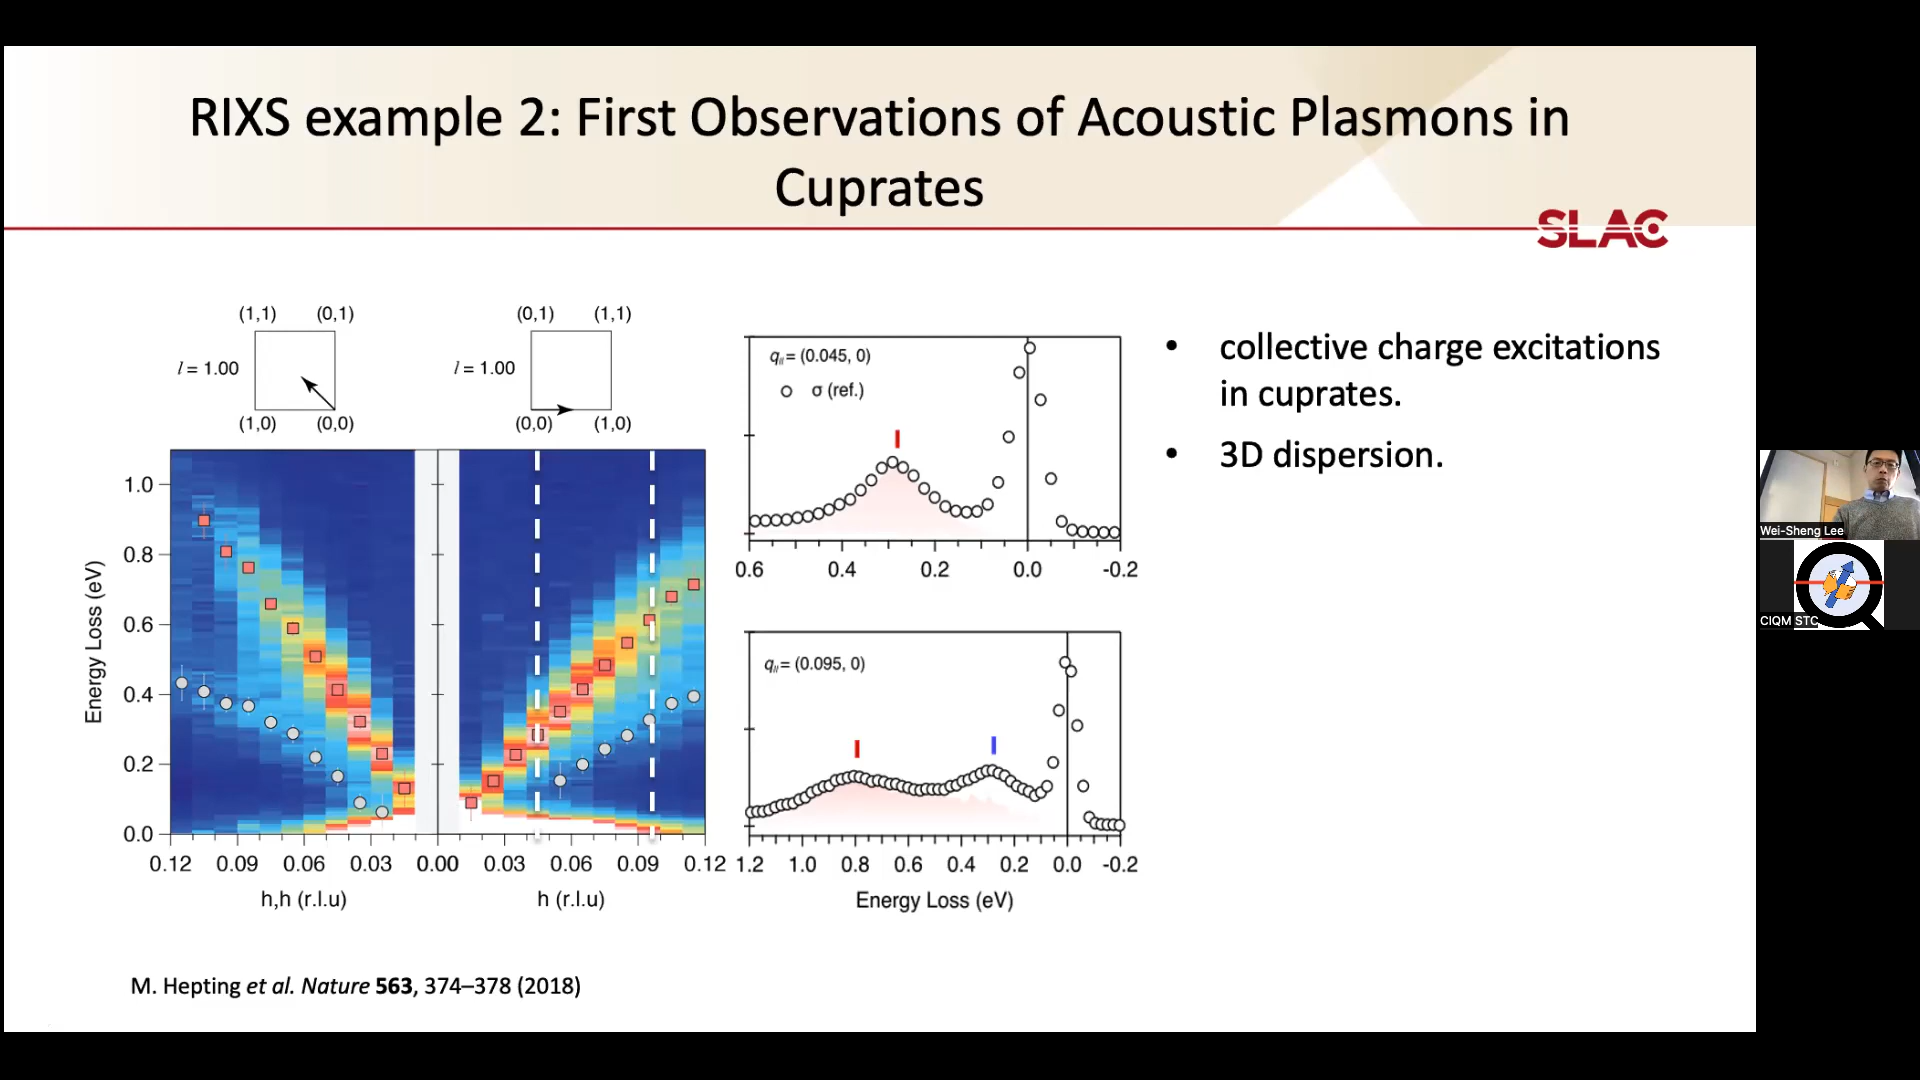 RIXS example 2: First Observations of Acoustic Plasmons in
Cuprates
SLAC
(1,1) (0,1)
l = 1.00
(1,0) (0,0)
(0,1) (1,1)
l = 1.00
(0,0) (1,0)
Energy Loss (eV)
1.0
0.8
0.6
0.4
0.2
0.0
0.12 0.09 0.06 0.03 0.00 0.03 0.06 0.09 0.12
h,h (r.l.u) h (r.l.u)
q// = (0.045, 0)
σ (ref.)
0.6 0.4 0.2 0.0 -0.2
q// = (0.095, 0)
1.2 1.0 0.8 0.6 0.4 0.2 0.0 -0.2
Energy Loss (eV)
• collective charge excitations
in cuprates.
• 3D dispersion.
M. Hepting et al. Nature 563, 374–378 (2018)
Wei-Sheng Lee
CIQM STC